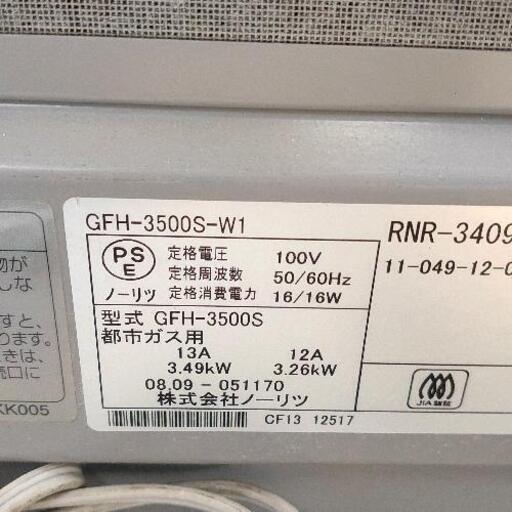 GFH-3500S-W1
PS
E
ノーリツ
定格電圧 100V
定格周波数 50/60Hz
定格消費電力 16/16W
型式 GFH-3500S
都市ガス用
13A 12A
3.49kW 3.26kW
08.09-051170
株式会社ノーリツ
CF13 12517
RNR-3409
11-049-12-0
JIA
物が
しな
すと、
ります。
きは、
口に
KK005